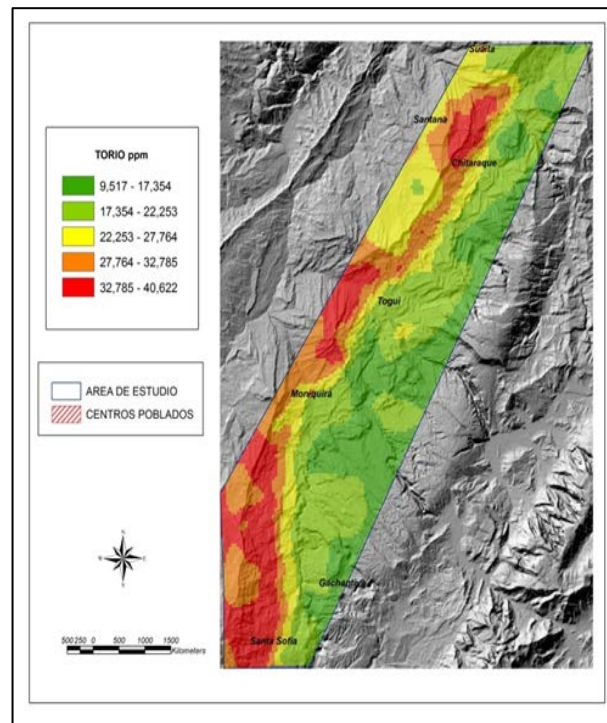 Suaita
Santana
Chitaraque
TORIO ppm
9,517 - 17,354
17,354 - 22,253
22,253 - 27,764
27,764 - 32,785
32,785 - 40,622
Togui
AREA DE ESTUDIO
CENTROS POBLADOS
Moniquirá
N
W
E
S
Gachantiva
Santa Sofia
500 250 0 500 1000 1500
Kilometers